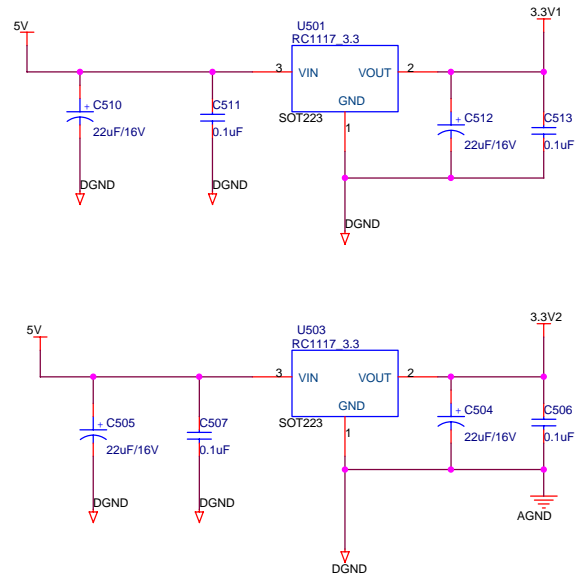 U501
RC1117_3.3
5V
3.3V1
3
VIN
VOUT
2
GND
+
C510
C511
+
C512
C513
22uF/16V
0.1uF
SOT223
1
22uF/16V
0.1uF
DGND
DGND
DGND
U503
RC1117_3.3
5V
3.3V2
3
VIN
VOUT
2
GND
+
C505
C507
+
C504
C506
22uF/16V
0.1uF
SOT223
1
22uF/16V
0.1uF
DGND
DGND
AGND
DGND